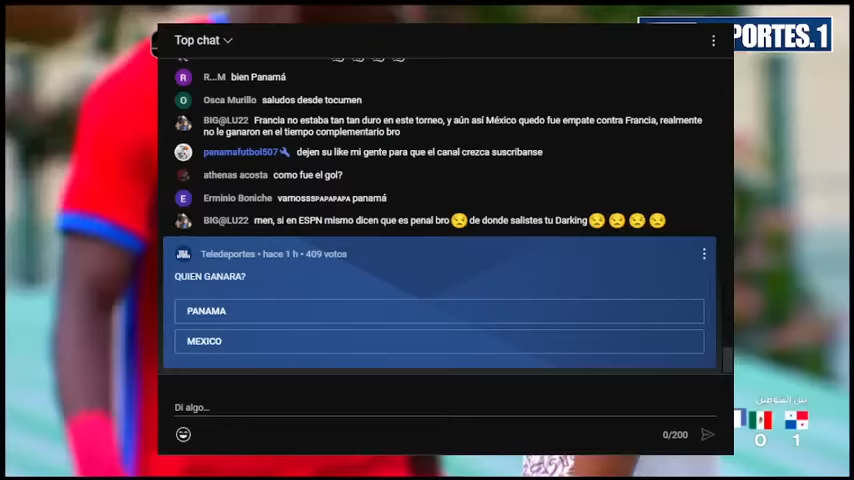 Top chat
PORTES.1
R...M bien Panamá
Osca Murillo saludos desde tocumen
BIG@LU22 Francia no estaba tan tan duro en este torneo, y aún así México quedo fue empate contra Francia, realmente
no le ganaron en el tiempo complementario bro
panamafutbol507 dejen su like mi gente para que el canal crezca suscribanse
athenas acosta como fue el gol?
Erminio Boniche vamosssᴘᴀᴘᴀᴘᴀᴘᴀ panamá
BIG@LU22 men, si en ESPN mismo dicen que es penal bro 😒 de donde salistes tu Darking 😒 😒 😒 😒
Teledeportes • hace 1 h • 409 votos
QUIEN GANARA?
PANAMA
MEXICO
Di algo...
0/200
0 1